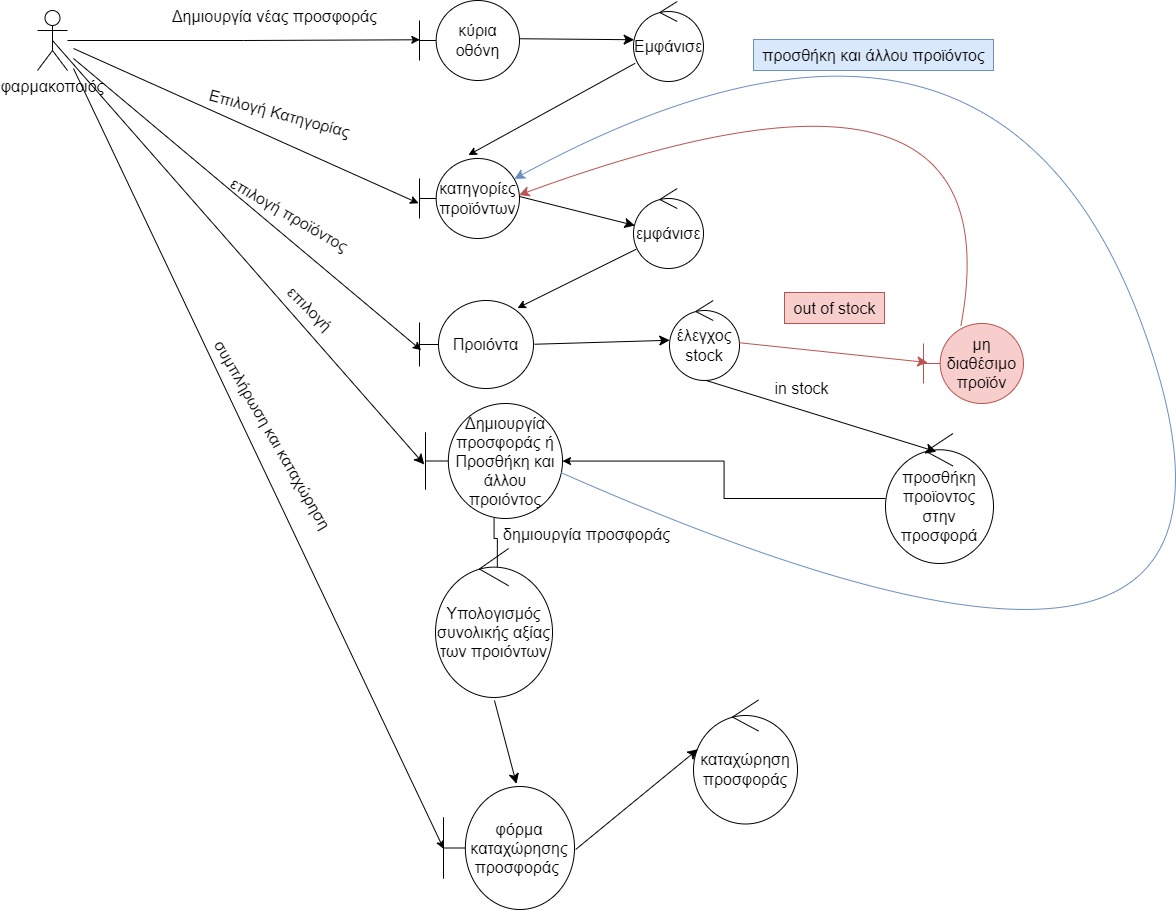 Δημιουργία νέας προσφοράς
κύρια
οθόνη
Εμφάνισε
προσθήκη και άλλου προϊόντος
φαρμακοποιός
Επιλογή Κατηγορίας
κατηγορίες
προϊόντων
επιλογή προϊόντος
εμφάνισε
επιλογή
Προιόντα
έλεγχος
stock
out of stock
μη
διαθέσιμο
προϊόν
in stock
συμπλήρωση και καταχώρηση
Δημιουργία
προσφοράς ή
Προσθήκη και
άλλου
προιόντος
προσθήκη
προϊοντος
στην
προσφορά
δημιουργία προσφοράς
Υπολογισμός
συνολικής αξίας
των προιόντων
καταχώρηση
προσφοράς
φόρμα
καταχώρησης
προσφοράς